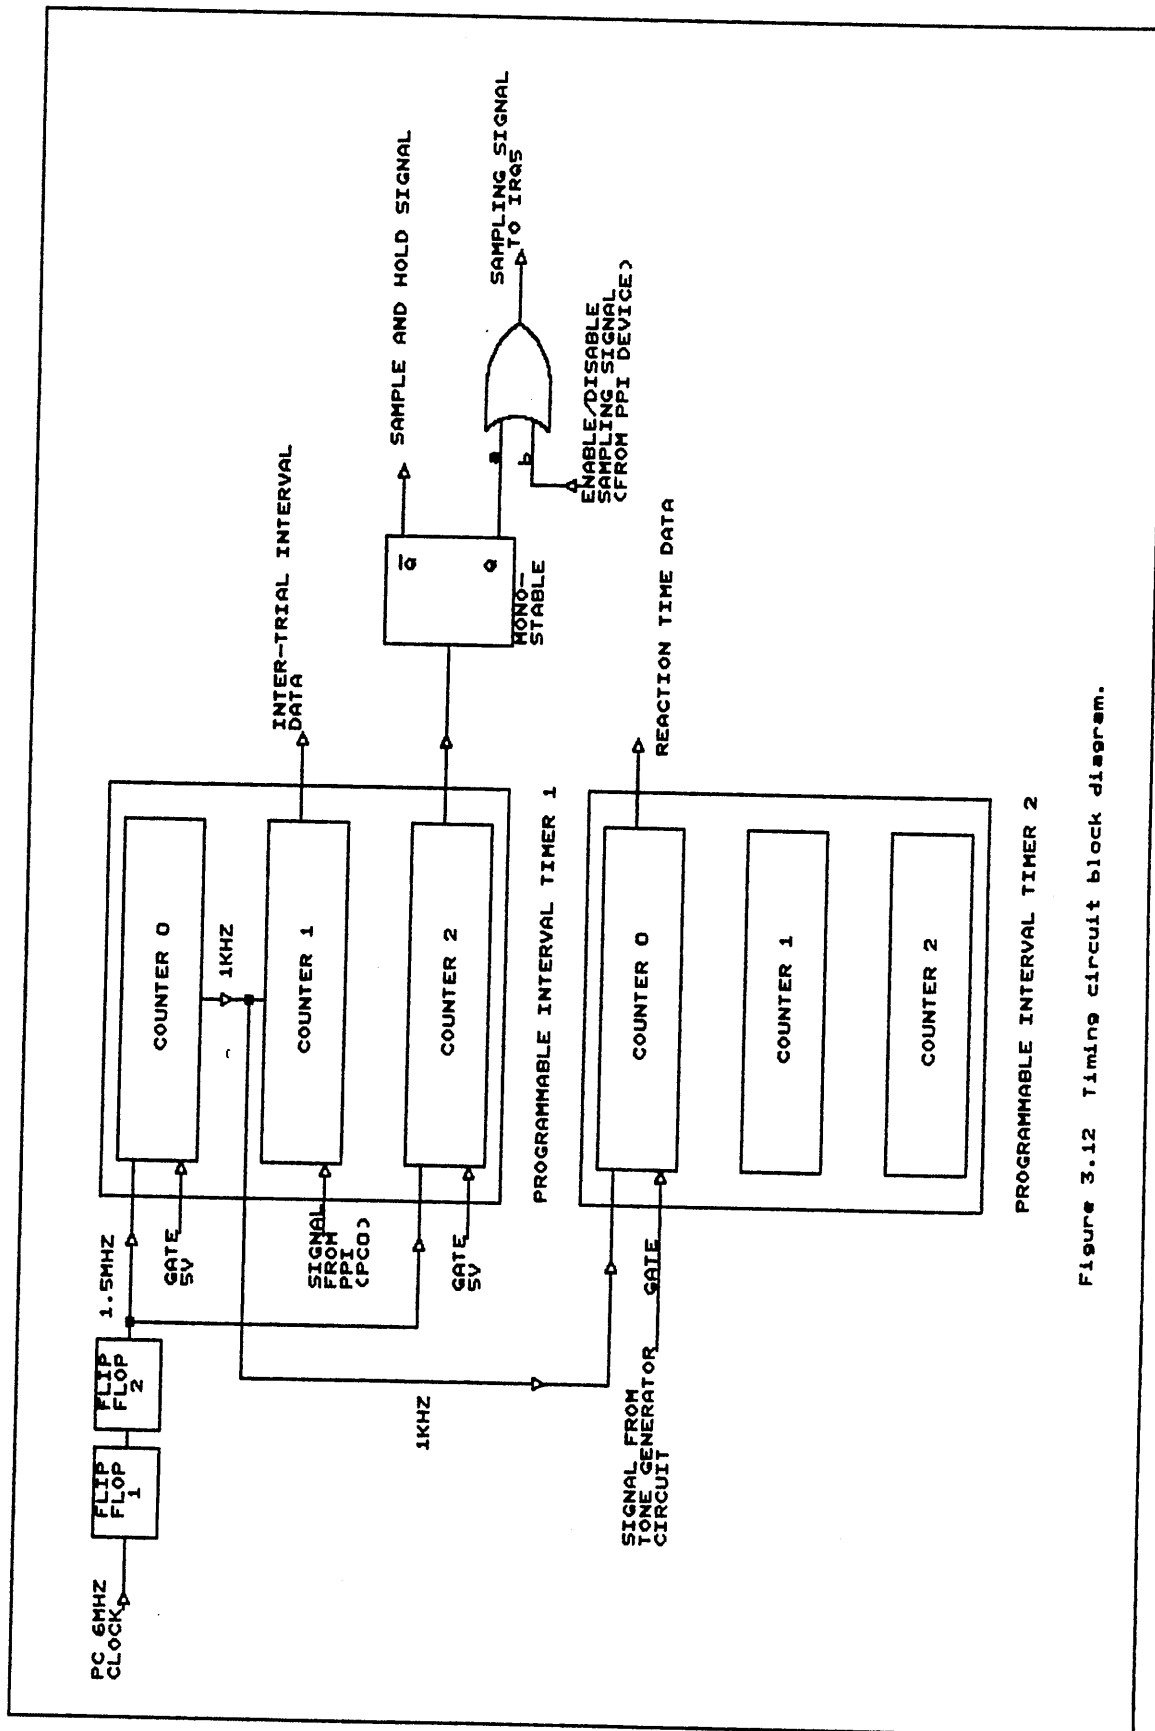 PC 6MHZ
CLOCK
FLIP
FLOP
1
FLIP
FLOP
2
1.5MHZ
GATE
5V
COUNTER 0
1KHZ
SIGNAL
FROM
PPI
(PC0)
COUNTER 1
INTER-TRIAL INTERVAL
DATA
GATE
5V
COUNTER 2
PROGRAMMABLE INTERVAL TIMER 1
Q
Q
MONO-
STABLE
SAMPLE AND HOLD SIGNAL
a
b
SAMPLING SIGNAL
TO IRQ5
ENABLE/DISABLE
SAMPLING SIGNAL
(FROM PPI DEVICE)
1KHZ
SIGNAL FROM
TONE GENERATOR
CIRCUIT
GATE
COUNTER 0
REACTION TIME DATA
COUNTER 1
COUNTER 2
PROGRAMMABLE INTERVAL TIMER 2
Figure 3.12 Timing circuit block diagram.